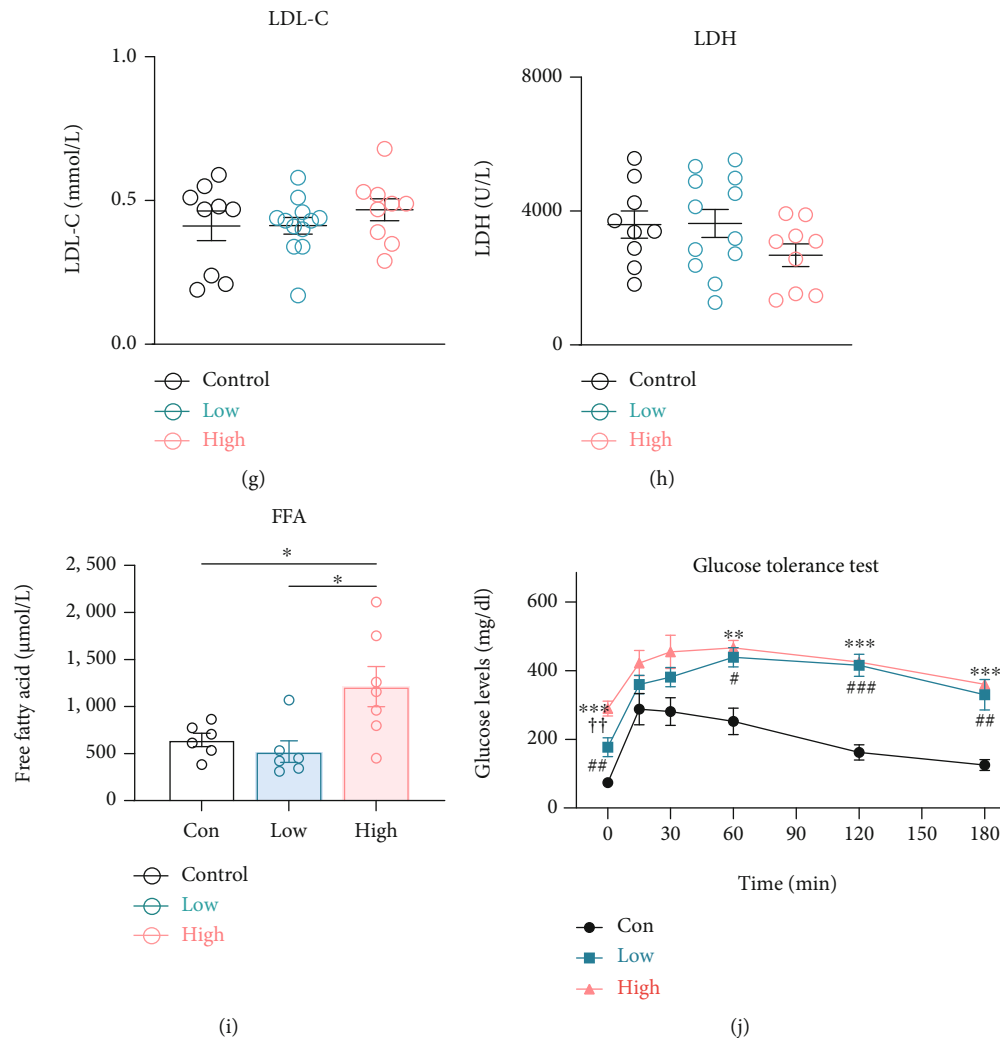 LDL-C
1.0
0.5
0.0
LDL-C (mmol/L)
Control
Low
High
(g)
LDH
8000
4000
0
LDH (U/L)
Control
Low
High
(h)
FFA
*
*
2, 500
2, 000
1, 500
1, 000
500
0
Free fatty acid (μmol/L)
Con Low High
Control
Low
High
(i)
Glucose tolerance test
600
400
200
0
Glucose levels (mg/dl)
***
††
##
**
#
***
###
***
##
0 30 60 90 120 150 180
Time (min)
Con
Low
High
(j)